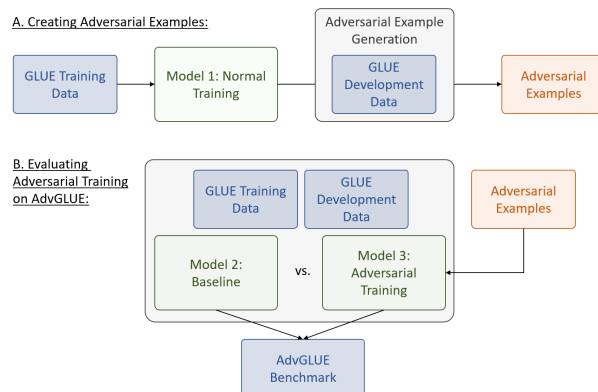 A. Creating Adversarial Examples:
Adversarial Example
Generation
GLUE Training
Data
Model 1: Normal
Training
GLUE
Development
Data
Adversarial
Examples
B. Evaluating
Adversarial Training
on AdvGLUE:
GLUE Training
Data
GLUE
Development
Data
Adversarial
Examples
Model 2:
Baseline
vs.
Model 3:
Adversarial
Training
AdvGLUE
Benchmark